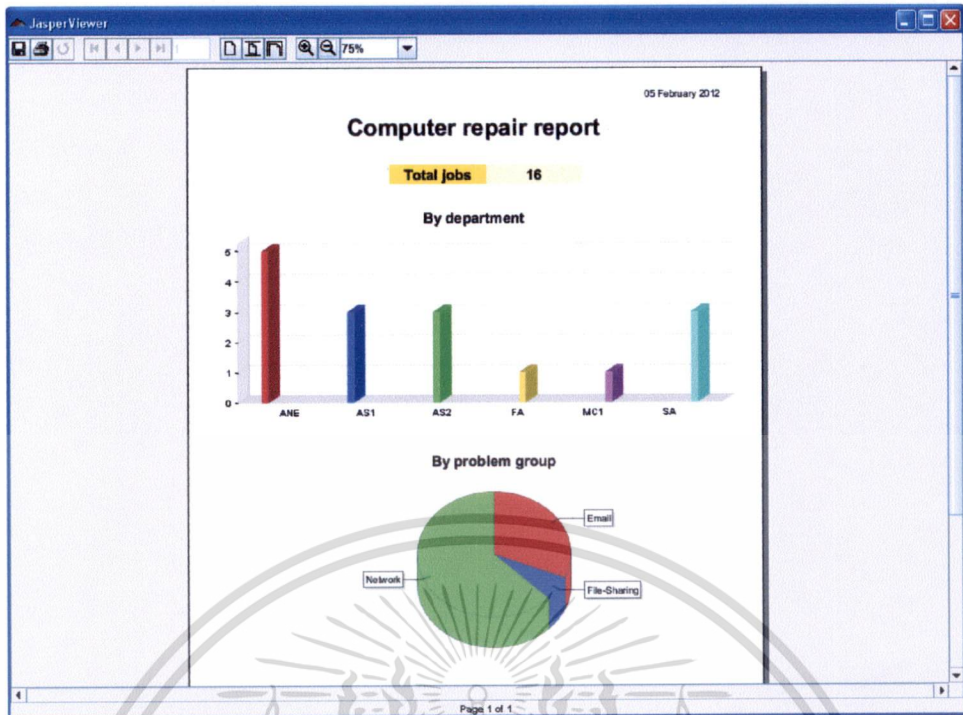 JasperViewer
1
75%
05 February 2012
Computer repair report
Total jobs 16
By department
5
4
3
2
1
0
ANE AS1 AS2 FA MC1 SA
By problem group
Email
Network
File-Sharing
Page 1 of 1